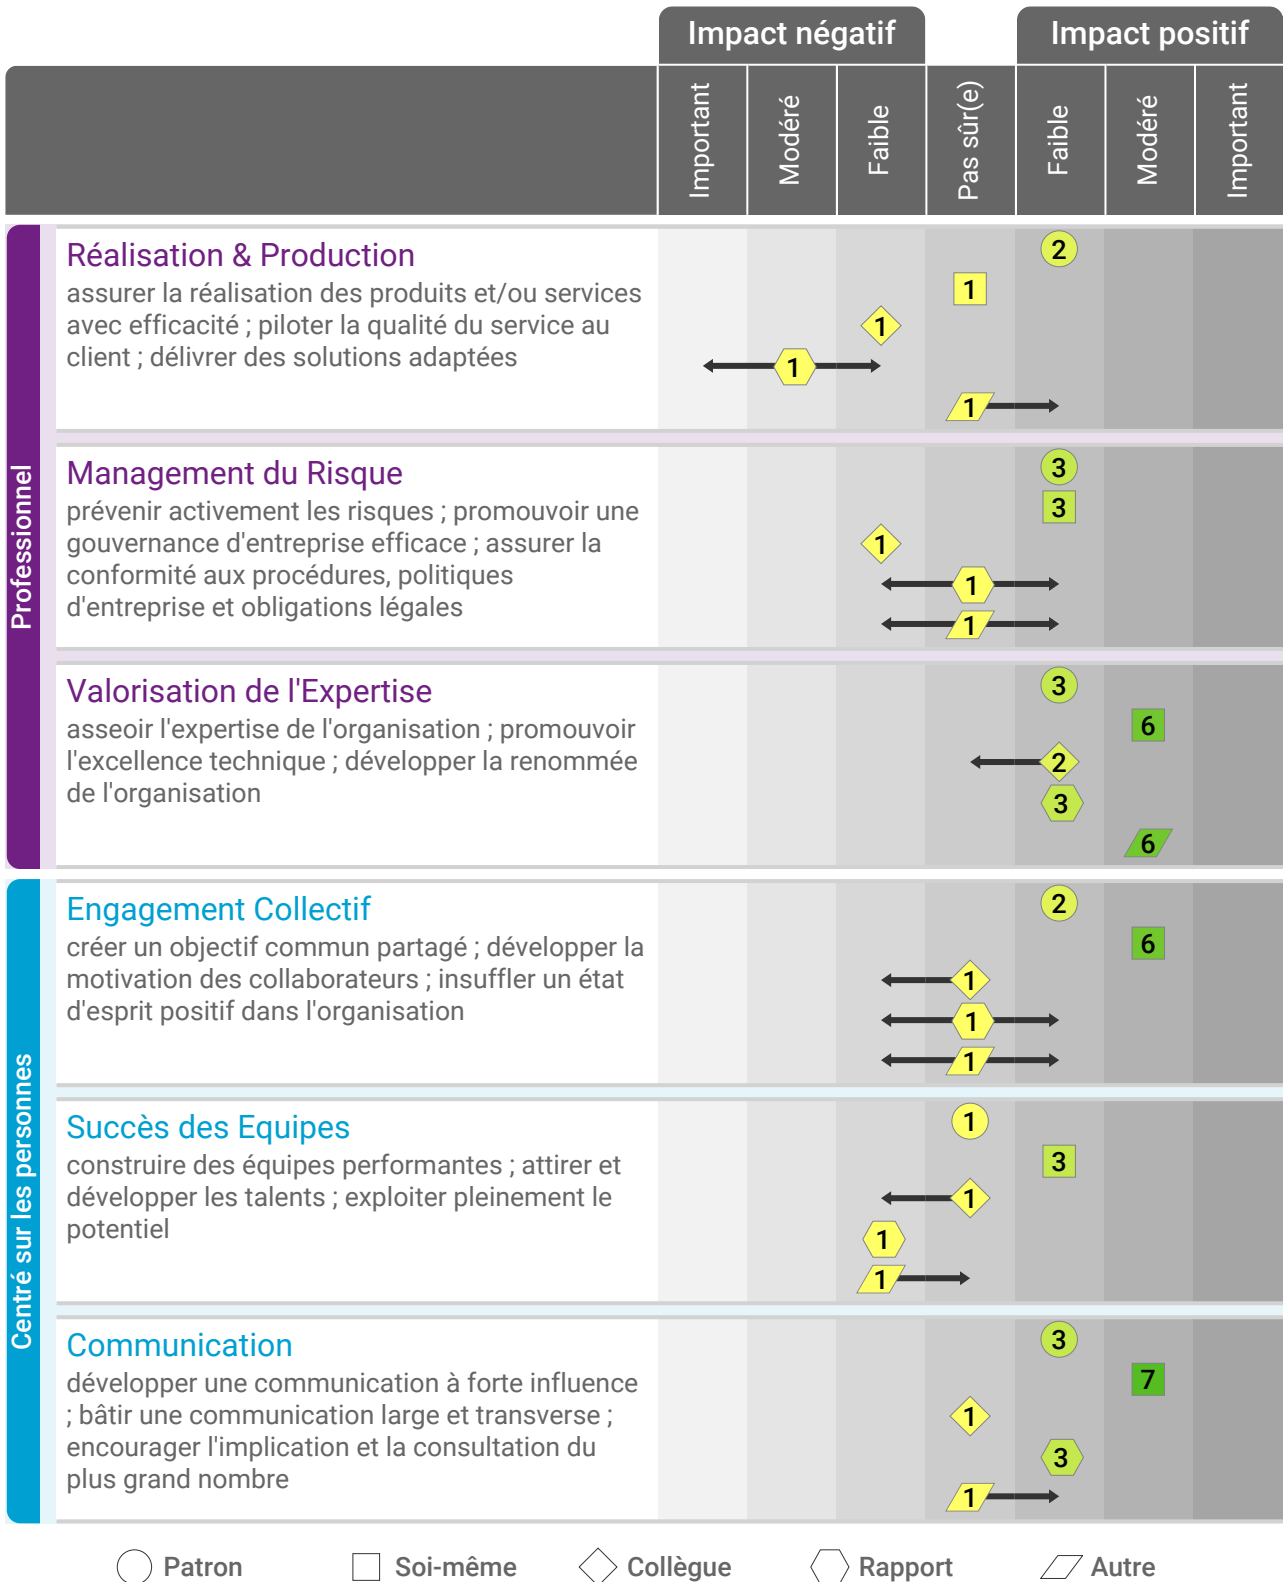 Impact négatif
Impact positif
Important
Modéré
Faible
Pas sûr(e)
Faible
Modéré
Important
Professionnel
Réalisation & Production
assurer la réalisation des produits et/ou services
avec efficacité ; piloter la qualité du service au
client ; délivrer des solutions adaptées
2
1
1
1
1
Management du Risque
prévenir activement les risques ; promouvoir une
gouvernance d'entreprise efficace ; assurer la
conformité aux procédures, politiques
d'entreprise et obligations légales
3
3
1
1
1
Valorisation de l'Expertise
asseoir l'expertise de l'organisation ; promouvoir
l'excellence technique ; développer la renommée
de l'organisation
3
6
2
3
6
Centré sur les personnes
Engagement Collectif
créer un objectif commun partagé ; développer la
motivation des collaborateurs ; insuffler un état
d'esprit positif dans l'organisation
2
6
1
1
1
Succès des Equipes
construire des équipes performantes ; attirer et
développer les talents ; exploiter pleinement le
potentiel
1
3
1
1
1
Communication
développer une communication à forte influence
; bâtir une communication large et transverse ;
encourager l'implication et la consultation du
plus grand nombre
3
7
1
3
1
Patron
Soi-même
Collègue
Rapport
Autre